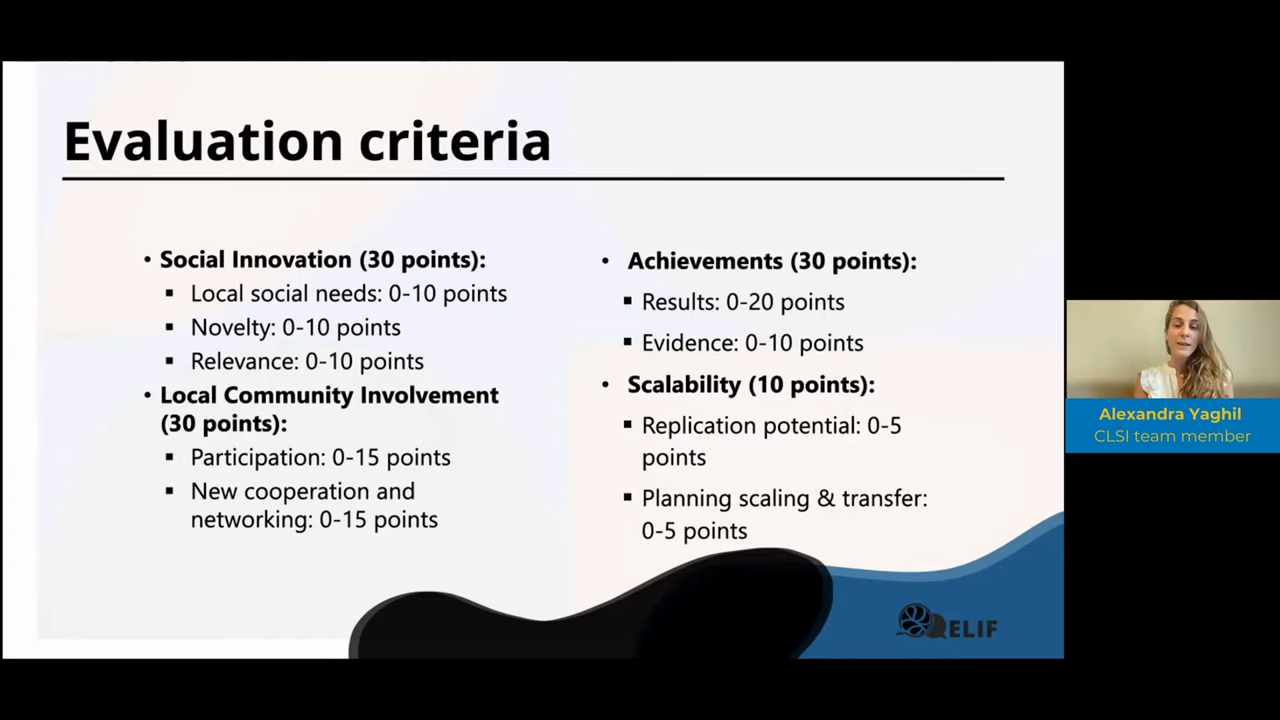 Evaluation criteria
• Social Innovation (30 points):
▪ Local social needs: 0-10 points
▪ Novelty: 0-10 points
▪ Relevance: 0-10 points
• Local Community Involvement
(30 points):
▪ Participation: 0-15 points
▪ New cooperation and
networking: 0-15 points
• Achievements (30 points):
▪ Results: 0-20 points
▪ Evidence: 0-10 points
• Scalability (10 points):
▪ Replication potential: 0-5
points
▪ Planning scaling & transfer:
0-5 points
ELIF
Alexandra Yaghil
CLSI team member